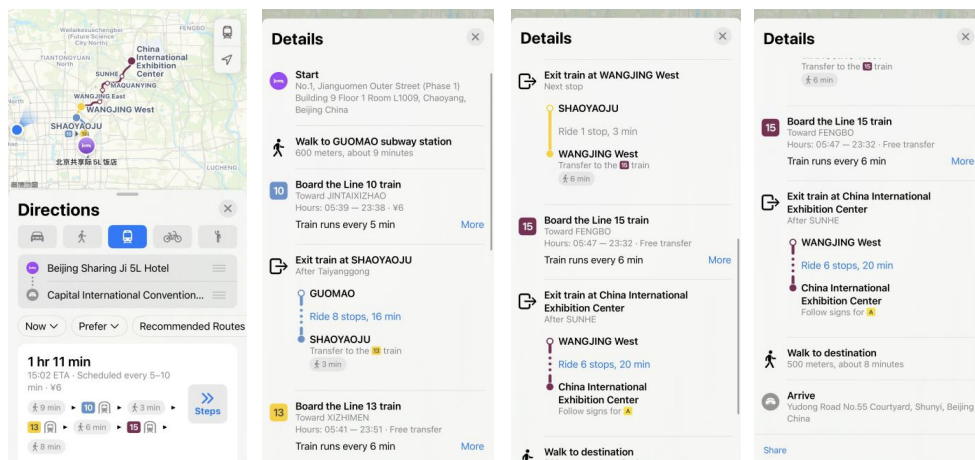 Weilaikexuechengbei
(Future Science
City North)
FENGBO
TIANTONGYUAN
North
China
International
Exhibition
Center
SUNHE
MAQUANYING
WANGJING East
WANGJING West
SHAOYAOJU
10 ▸ 13
北京共享际 5L 饭店
LUCHENG
高德地图
Directions
Beijing Sharing Ji 5L Hotel
Capital International Convention...
Now
Prefer
Recommended Routes
1 hr 11 min
15:02 ETA · Scheduled every 5–10
min · ¥6
9 min ▸ 10 ▸ 3 min ▸
13 ▸ 6 min ▸ 15 ▸
8 min
Steps
Details
Start
No.1, Jianguomen Outer Street (Phase 1)
Building 9 Floor 1 Room L1009, Chaoyang,
Beijing China
Walk to GUOMAO subway station
600 meters, about 9 minutes
10
Board the Line 10 train
Toward JINTAIXIZHAO
Hours: 05:39 — 23:38 · ¥6
Train runs every 5 min
More
Exit train at SHAOYAOJU
After Taiyanggong
GUOMAO
Ride 8 stops, 16 min
SHAOYAOJU
Transfer to the 13 train
3 min
13
Board the Line 13 train
Toward XIZHIMEN
Hours: 05:41 — 23:51 · Free transfer
Train runs every 6 min
More
Details
Exit train at WANGJING West
Next stop
SHAOYAOJU
Ride 1 stop, 3 min
WANGJING West
Transfer to the 15 train
6 min
15
Board the Line 15 train
Toward FENGBO
Hours: 05:47 — 23:32 · Free transfer
Train runs every 6 min
More
Exit train at China International
Exhibition Center
After SUNHE
WANGJING West
Ride 6 stops, 20 min
China International
Exhibition Center
Follow signs for A
Walk to destination
Details
Transfer to the 15 train
6 min
15
Board the Line 15 train
Toward FENGBO
Hours: 05:47 — 23:32 · Free transfer
Train runs every 6 min
More
Exit train at China International
Exhibition Center
After SUNHE
WANGJING West
Ride 6 stops, 20 min
China International
Exhibition Center
Follow signs for A
Walk to destination
500 meters, about 8 minutes
Arrive
Yudong Road No.55 Courtyard, Shunyi, Beijing
China
Share